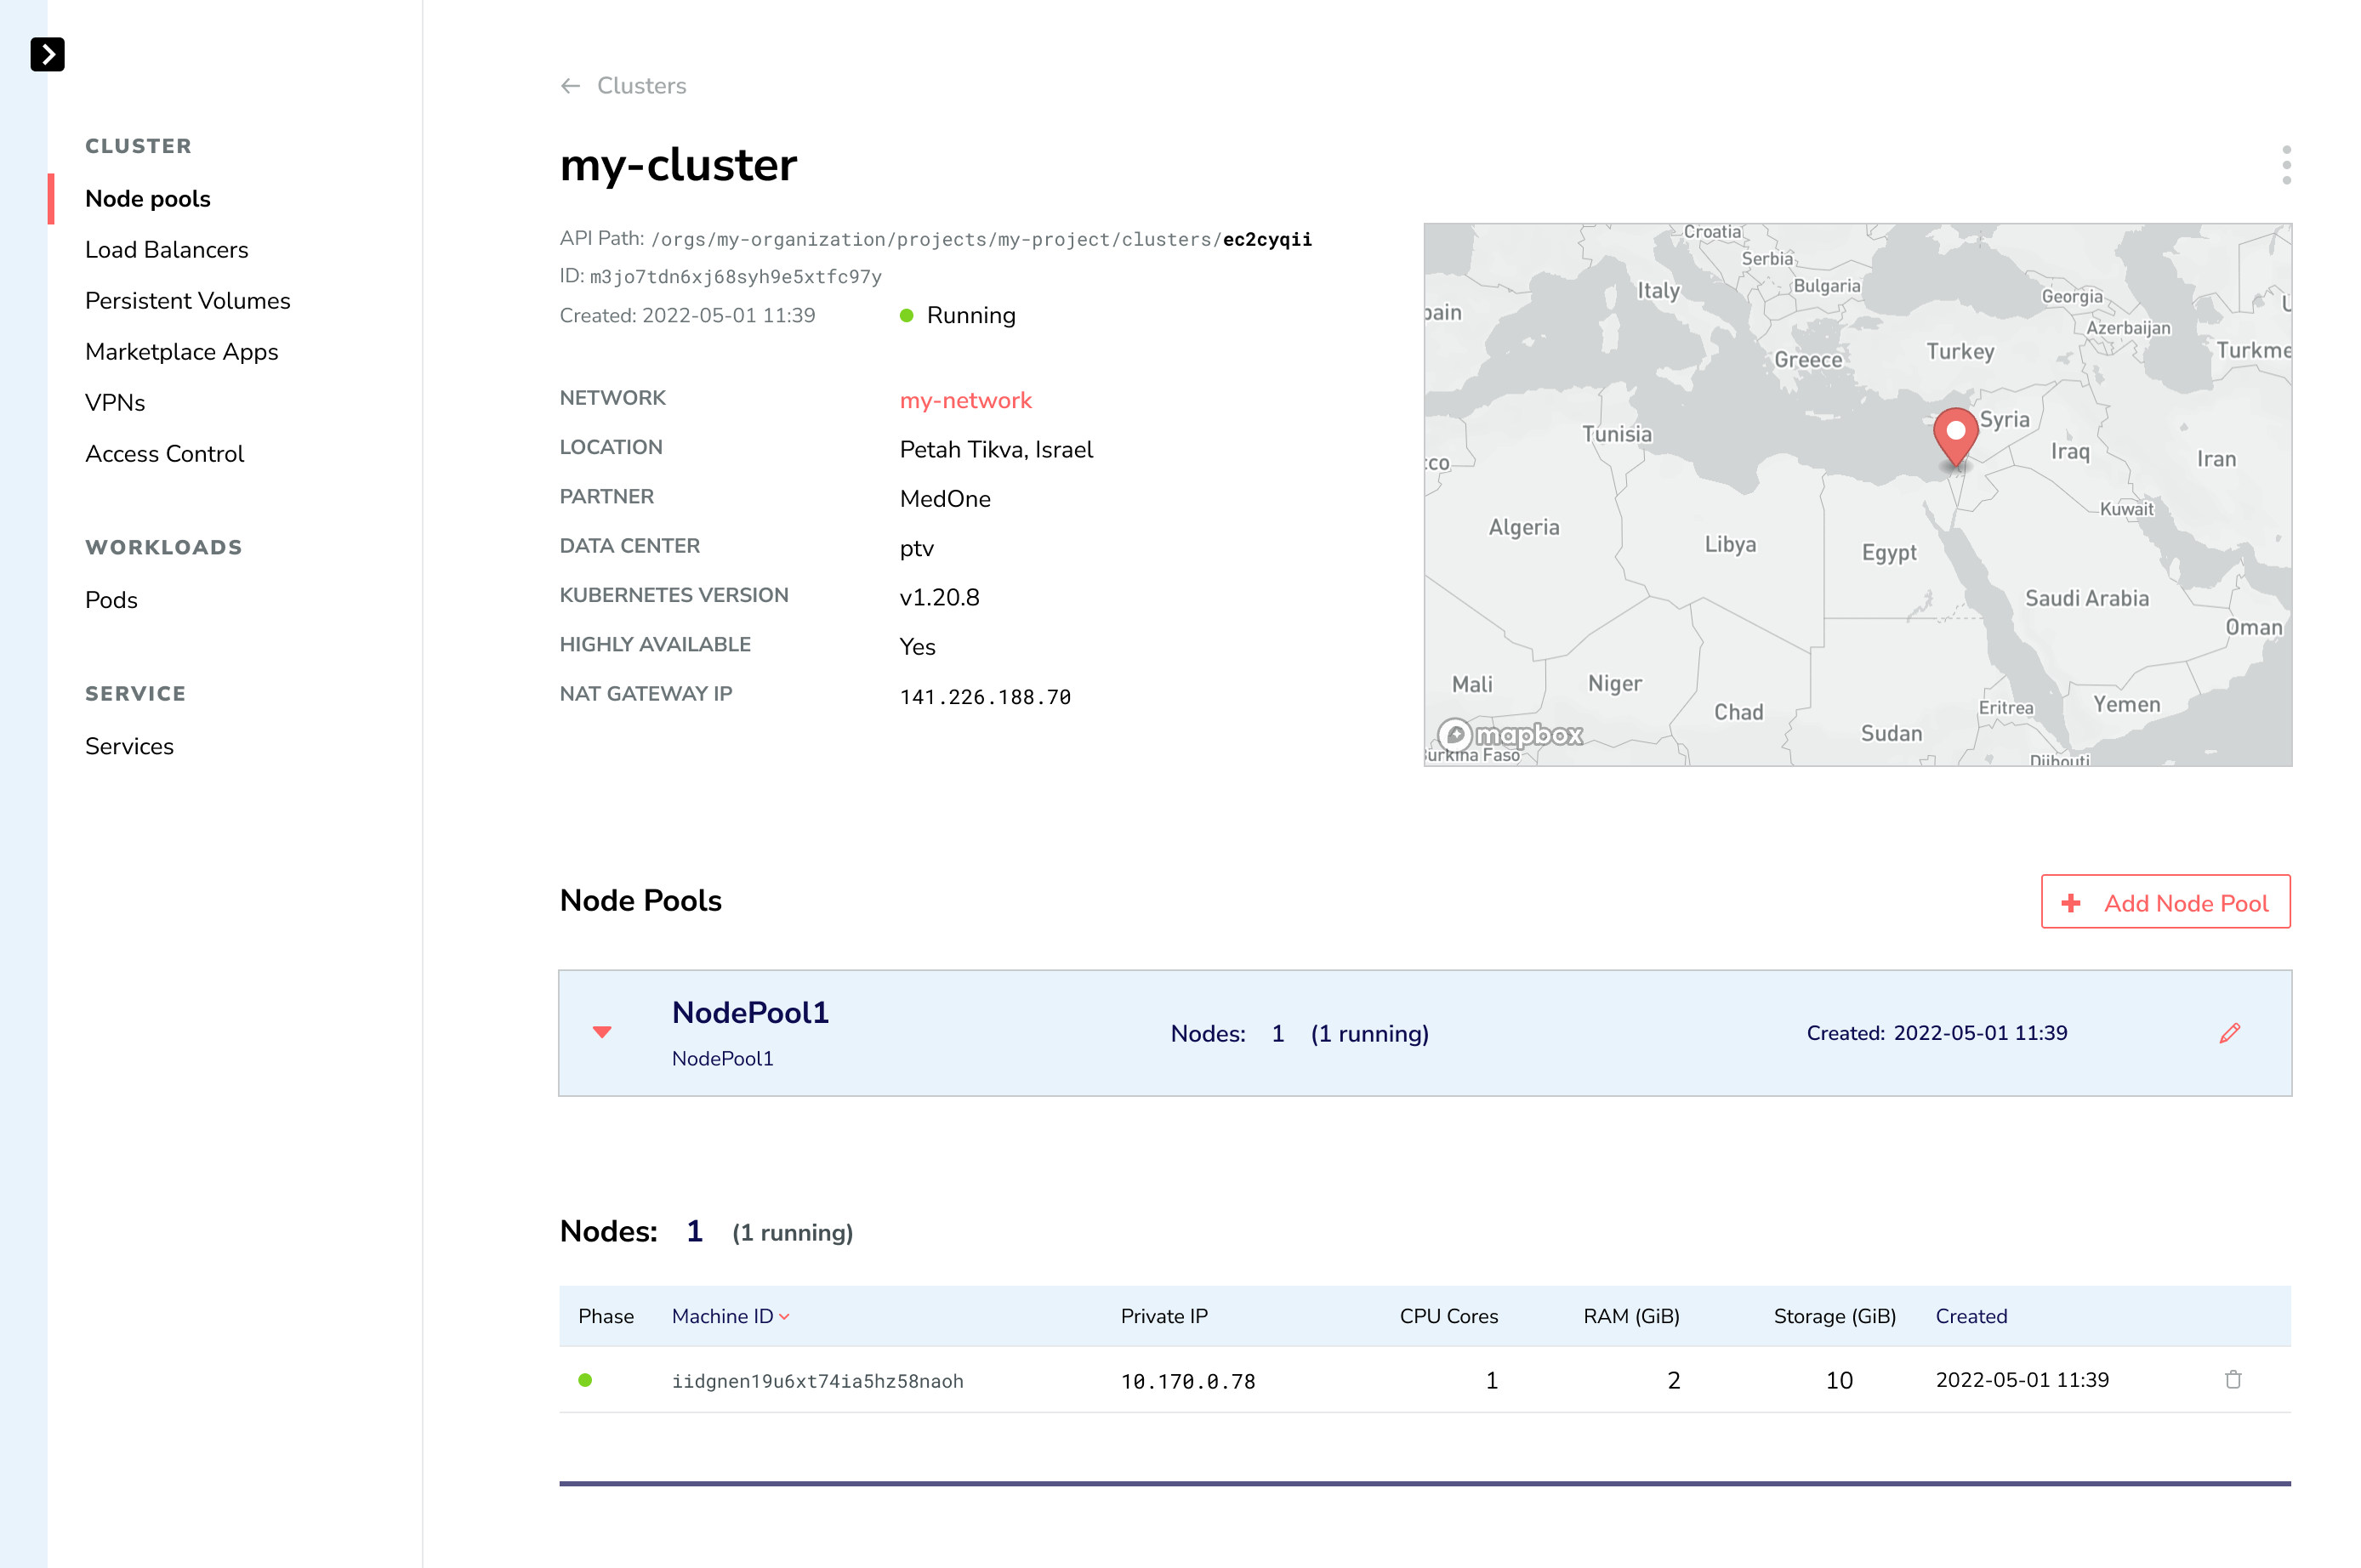 CLUSTER
Node pools
Load Balancers
Persistent Volumes
Marketplace Apps
VPNs
Access Control
WORKLOADS
Pods
SERVICE
Services
Clusters
my-cluster
API Path: /orgs/my-organization/projects/my-project/clusters/ec2cyqii
ID: m3jo7tdn6xj68syh9e5xtfc97y
Created: 2022-05-01 11:39 Running
NETWORK my-network
LOCATION Petah Tikva, Israel
PARTNER MedOne
DATA CENTER ptv
KUBERNETES VERSION v1.20.8
HIGHLY AVAILABLE Yes
NAT GATEWAY IP 141.226.188.70
Croatia
Serbia
Italy
Bulgaria
Georgia
pain
Azerbaijan
Turkey
Turkme
Greece
Syria
Tunisia
Iraq
Iran
co
Kuwait
Algeria
Libya
Egypt
Saudi Arabia
Oman
Mali
Niger
Chad
Eritrea
Yemen
Sudan
mapbox
urkina Faso
Djibouti
Node Pools
Add Node Pool
NodePool1
NodePool1
Nodes: 1 (1 running)
Created: 2022-05-01 11:39
Nodes: 1 (1 running)
Phase Machine ID Private IP CPU Cores RAM (GiB) Storage (GiB) Created
iidgnen19u6xt74ia5hz58naoh 10.170.0.78 1 2 10 2022-05-01 11:39